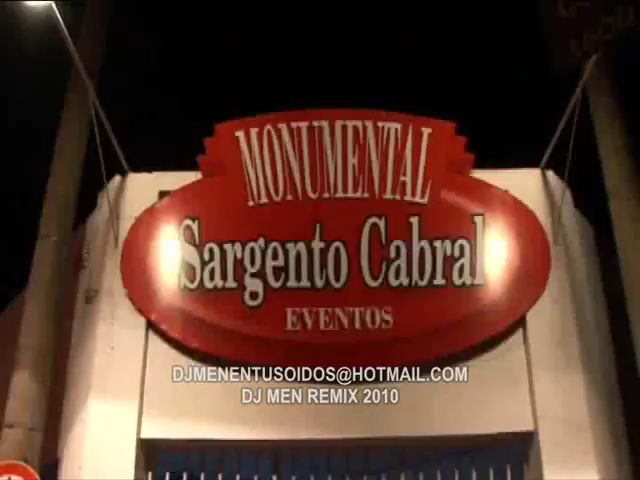 MONUMENTAL
Sargento Cabral
EVENTOS
DJMENENTUSOIDOS@HOTMAIL.COM
DJ MEN REMIX 2010